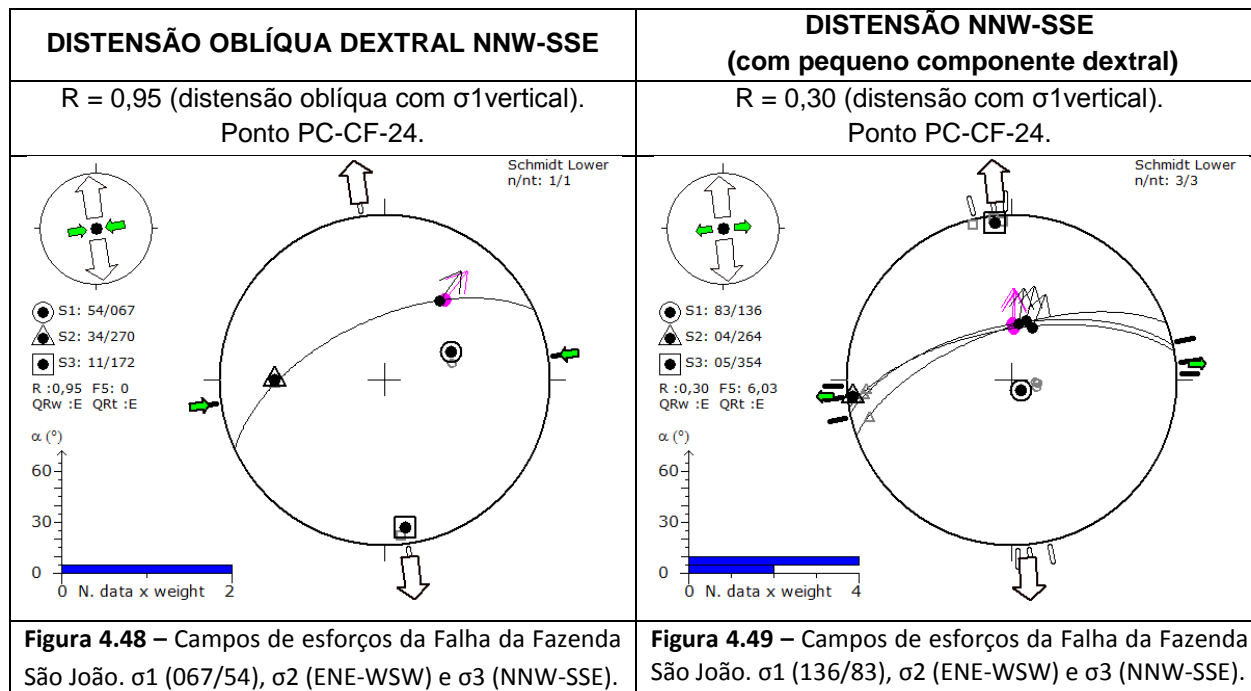 DISTENSÃO OBLÍQUA DEXTRAL NNW-SSE
R = 0,95 (distensão oblíqua com σ1vertical).
Ponto PC-CF-24.
Schmidt Lower
n/nt: 1/1
S1: 54/067
S2: 34/270
S3: 11/172
R :0,95 F5: 0
QRw :E QRt :E
α (°)
60
30
0
0 N. data x weight 2
Figura 4.48 – Campos de esforços da Falha da Fazenda
São João. σ1 (067/54), σ2 (ENE-WSW) e σ3 (NNW-SSE).
DISTENSÃO NNW-SSE
(com pequeno componente dextral)
R = 0,30 (distensão com σ1vertical).
Ponto PC-CF-24.
Schmidt Lower
n/nt: 3/3
S1: 83/136
S2: 04/264
S3: 05/354
R :0,30 F5: 6,03
QRw :E QRt :E
α (°)
60
30
0
0 N. data x weight 4
Figura 4.49 – Campos de esforços da Falha da Fazenda
São João. σ1 (136/83), σ2 (ENE-WSW) e σ3 (NNW-SSE).